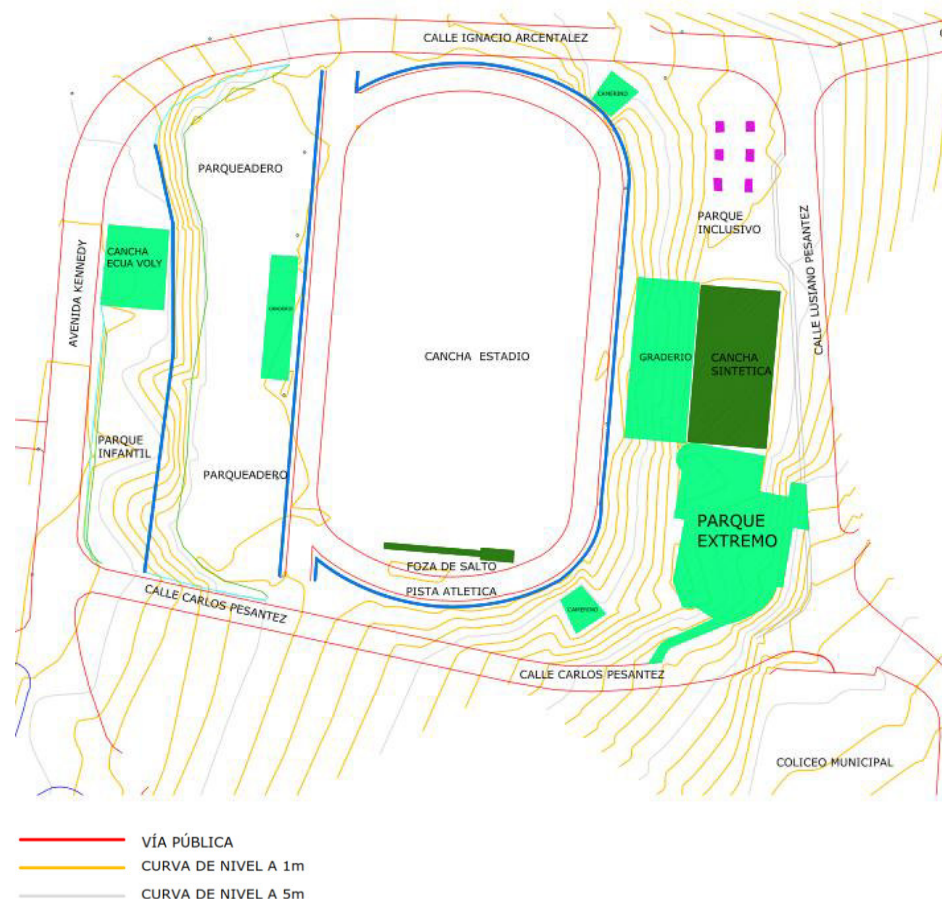 CALLE IGNACIO ARCENTALEZ
C
CAMERINO
PARQUEADERO
PARQUE
INCLUSIVO
CANCHA
ECUA VOLY
AVENIDA KENNEDY
CALLE LUSIANO PESANTEZ
GRADERIO
CANCHA ESTADIO
GRADERIO
CANCHA
SINTETICA
PARQUE
INFANTIL
PARQUEADERO
PARQUE
EXTREMO
FOZA DE SALTO
PISTA ATLETICA
CALLE CARLOS PESANTEZ
CAMERINO
CALLE CARLOS PESANTEZ
COLICEO MUNICIPAL
VÍA PÚBLICA
CURVA DE NIVEL A 1m
CURVA DE NIVEL A 5m